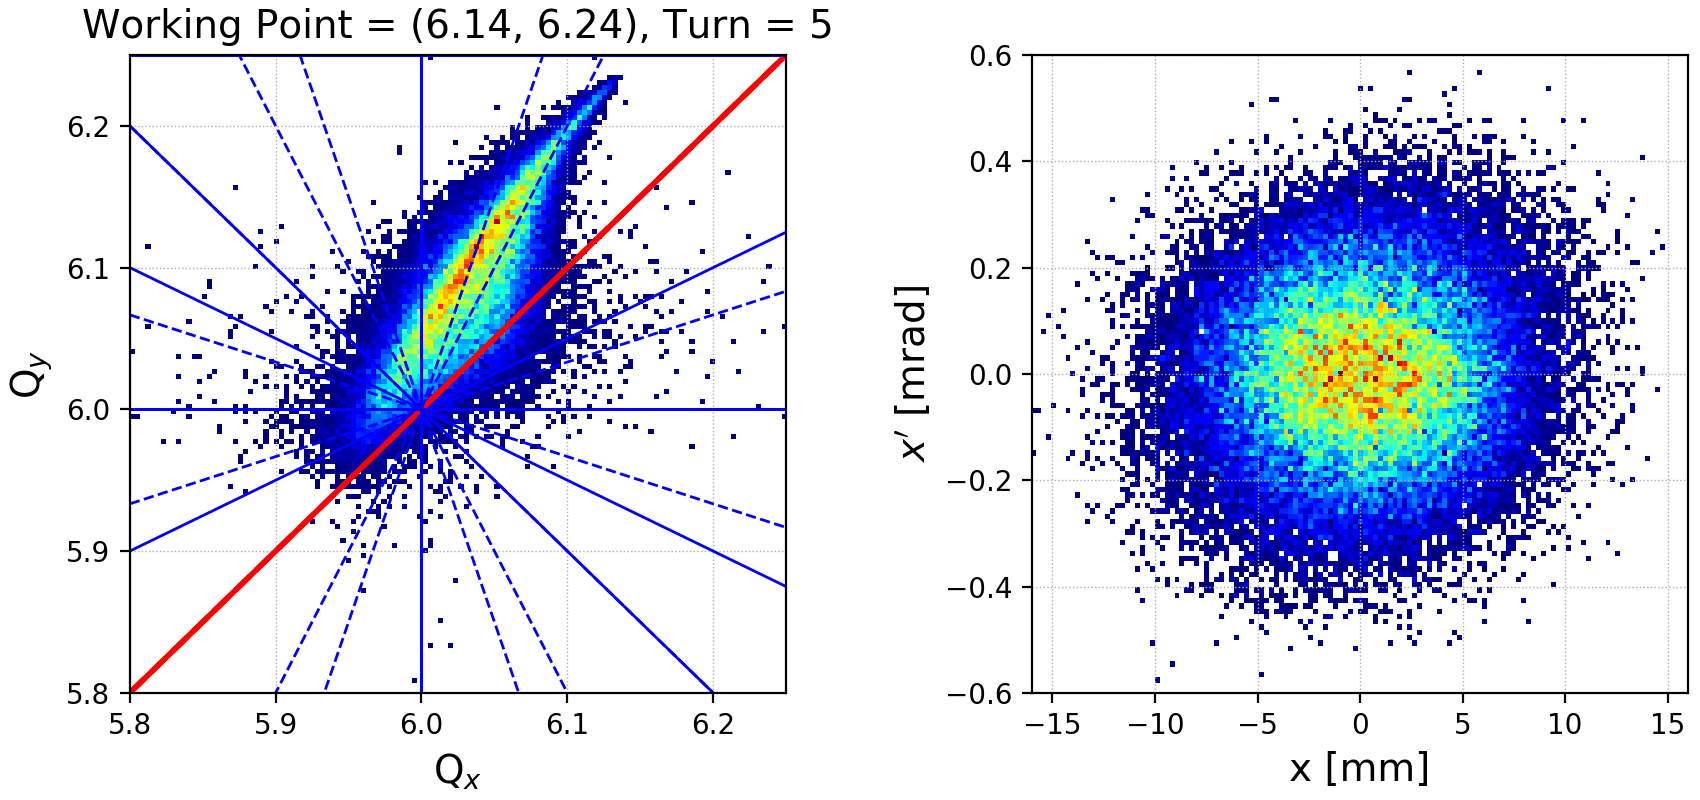 Working Point = (6.14, 6.24), Turn = 5
6.2
6.1
6.0
5.9
5.8
5.8 5.9 6.0 6.1 6.2
Qy
Qx
0.6
0.4
0.2
0.0
−0.2
−0.4
−0.6
−15 −10 −5 0 5 10 15
x′ [mrad]
x [mm]